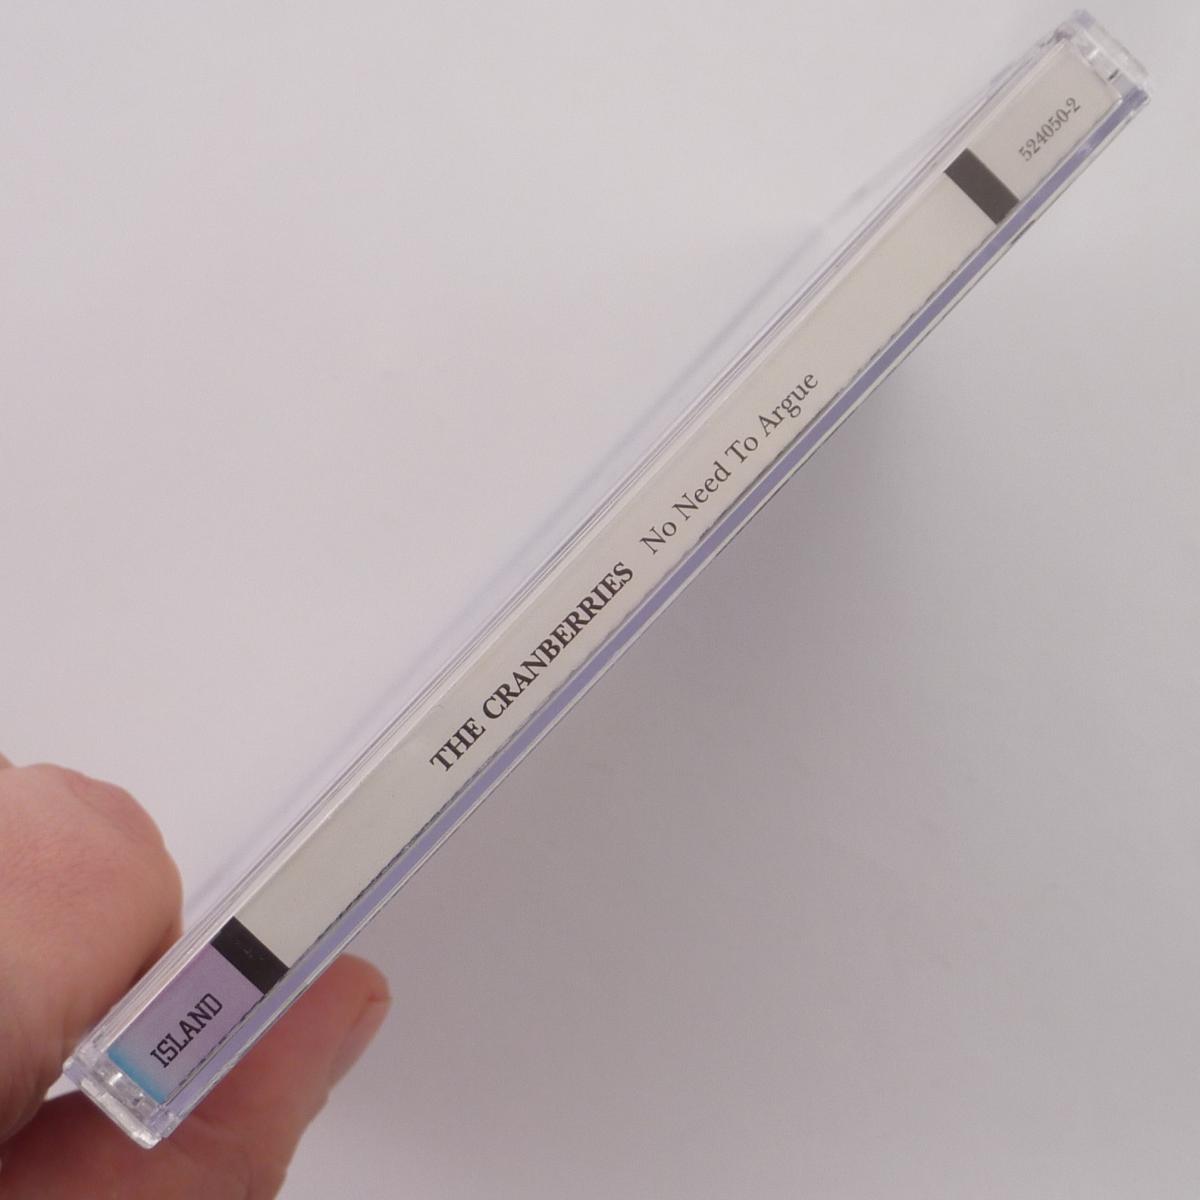 ISLAND
THE CRANBERRIES No Need To Argue
524050-2